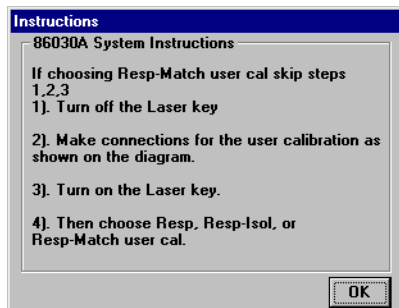 Instructions
86030A System Instructions
If choosing Resp-Match user cal skip steps
1,2,3
1). Turn off the Laser key
2). Make connections for the user calibration as
shown on the diagram.
3). Turn on the Laser key.
4). Then choose Resp, Resp-Isol, or
Resp-Match user cal.
OK